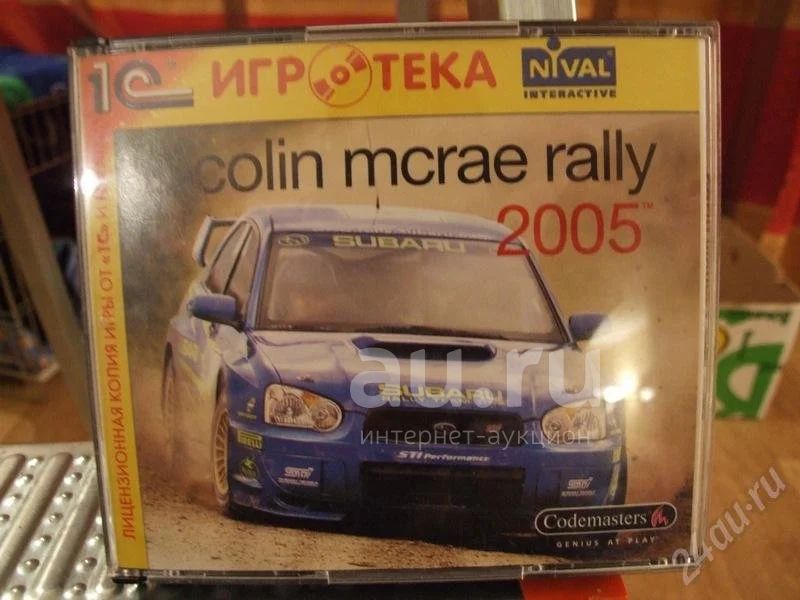 1С ИГРОТЕКА NIVAL
INTERACTIVE
colin mcrae rally
2005™
ЛИЦЕНЗИОННАЯ КОПИЯ ИГРЫ ОТ «1С» И
SUBARU
au.ru
SUBARU
интернет-аукцион
PIRELLI
STI Performance
Codemasters
GENIUS AT PLAY
24au.ru